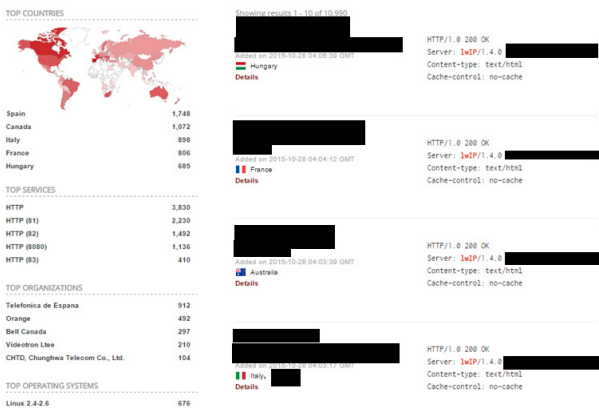 TOP COUNTRIES
Spain 1,748
Canada 1,072
Italy 898
France 806
Hungary 685
TOP SERVICES
HTTP 3,830
HTTP (81) 2,230
HTTP (82) 1,492
HTTP (8080) 1,136
HTTP (83) 410
TOP ORGANIZATIONS
Telefonica de Espana 912
Orange 492
Bell Canada 297
Videotron Ltee 210
CHTD, Chunghwa Telecom Co., Ltd. 104
TOP OPERATING SYSTEMS
Linux 2.4-2.6 676
Showing results 1 - 10 of 10,990
Added on 2015-10-28 04:06:39 GMT
Hungary
Details
HTTP/1.0 200 OK
Server: lwIP/1.4.0
Content-type: text/html
Cache-control: no-cache
Added on 2015-10-28 04:04:12 GMT
France
Details
HTTP/1.0 200 OK
Server: lwIP/1.4.0
Content-type: text/html
Cache-control: no-cache
Added on 2015-10-28 04:03:39 GMT
Australia
Details
HTTP/1.0 200 OK
Server: lwIP/1.4.0
Content-type: text/html
Cache-control: no-cache
Added on 2015-10-28 04:03:17 GMT
Italy,
Details
HTTP/1.0 200 OK
Server: lwIP/1.4.0
Content-type: text/html
Cache-control: no-cache